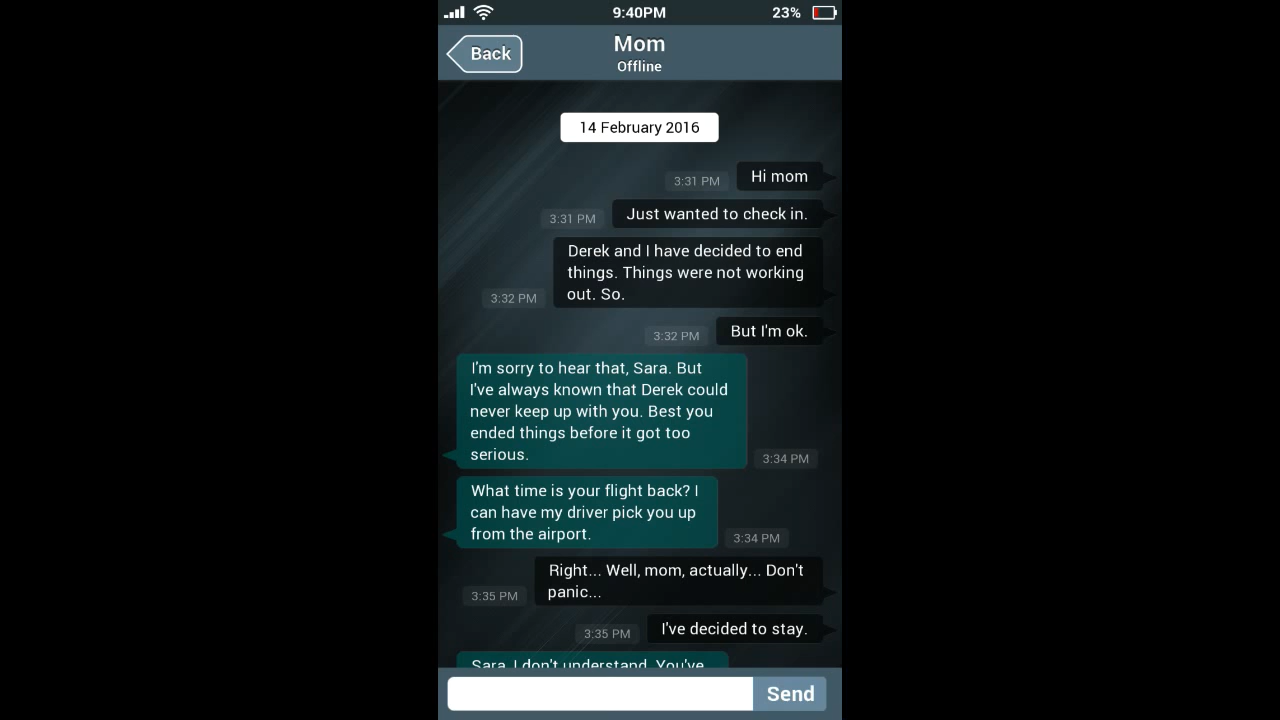 9:40PM
23%
Back
Mom
Offline
14 February 2016
3:31 PM
Hi mom
3:31 PM
Just wanted to check in.
Derek and I have decided to end
things. Things were not working
out. So.
3:32 PM
3:32 PM
But I'm ok.
I'm sorry to hear that, Sara. But
I've always known that Derek could
never keep up with you. Best you
ended things before it got too
serious.
3:34 PM
What time is your flight back? I
can have my driver pick you up
from the airport.
3:34 PM
Right... Well, mom, actually... Don't
panic...
3:35 PM
3:35 PM
I've decided to stay.
Sara, I don't understand. You've
Send